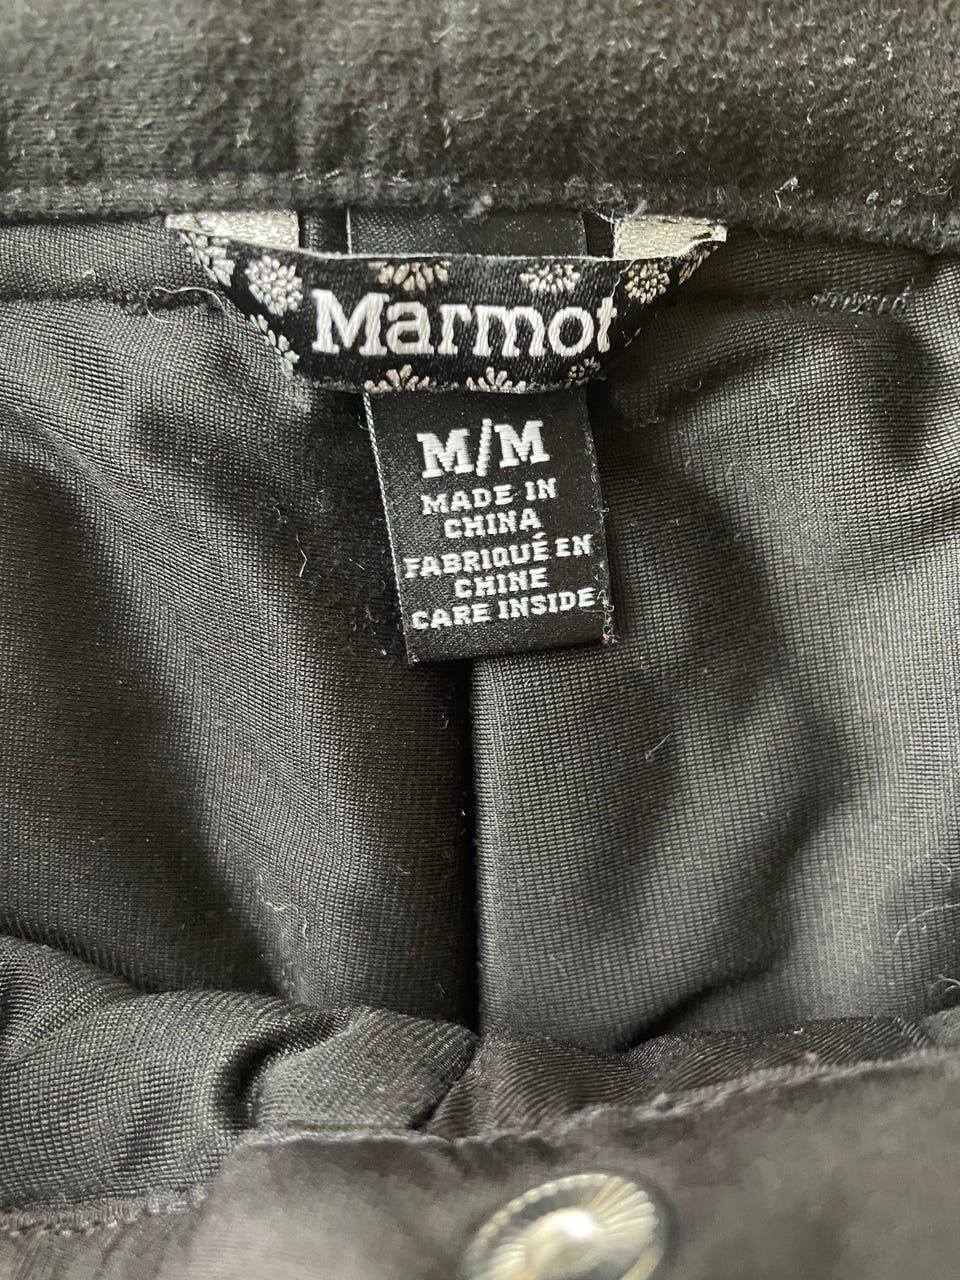 Marmot
M/M
MADE IN
CHINA
FABRIQUÉ EN
CHINE
CARE INSIDE